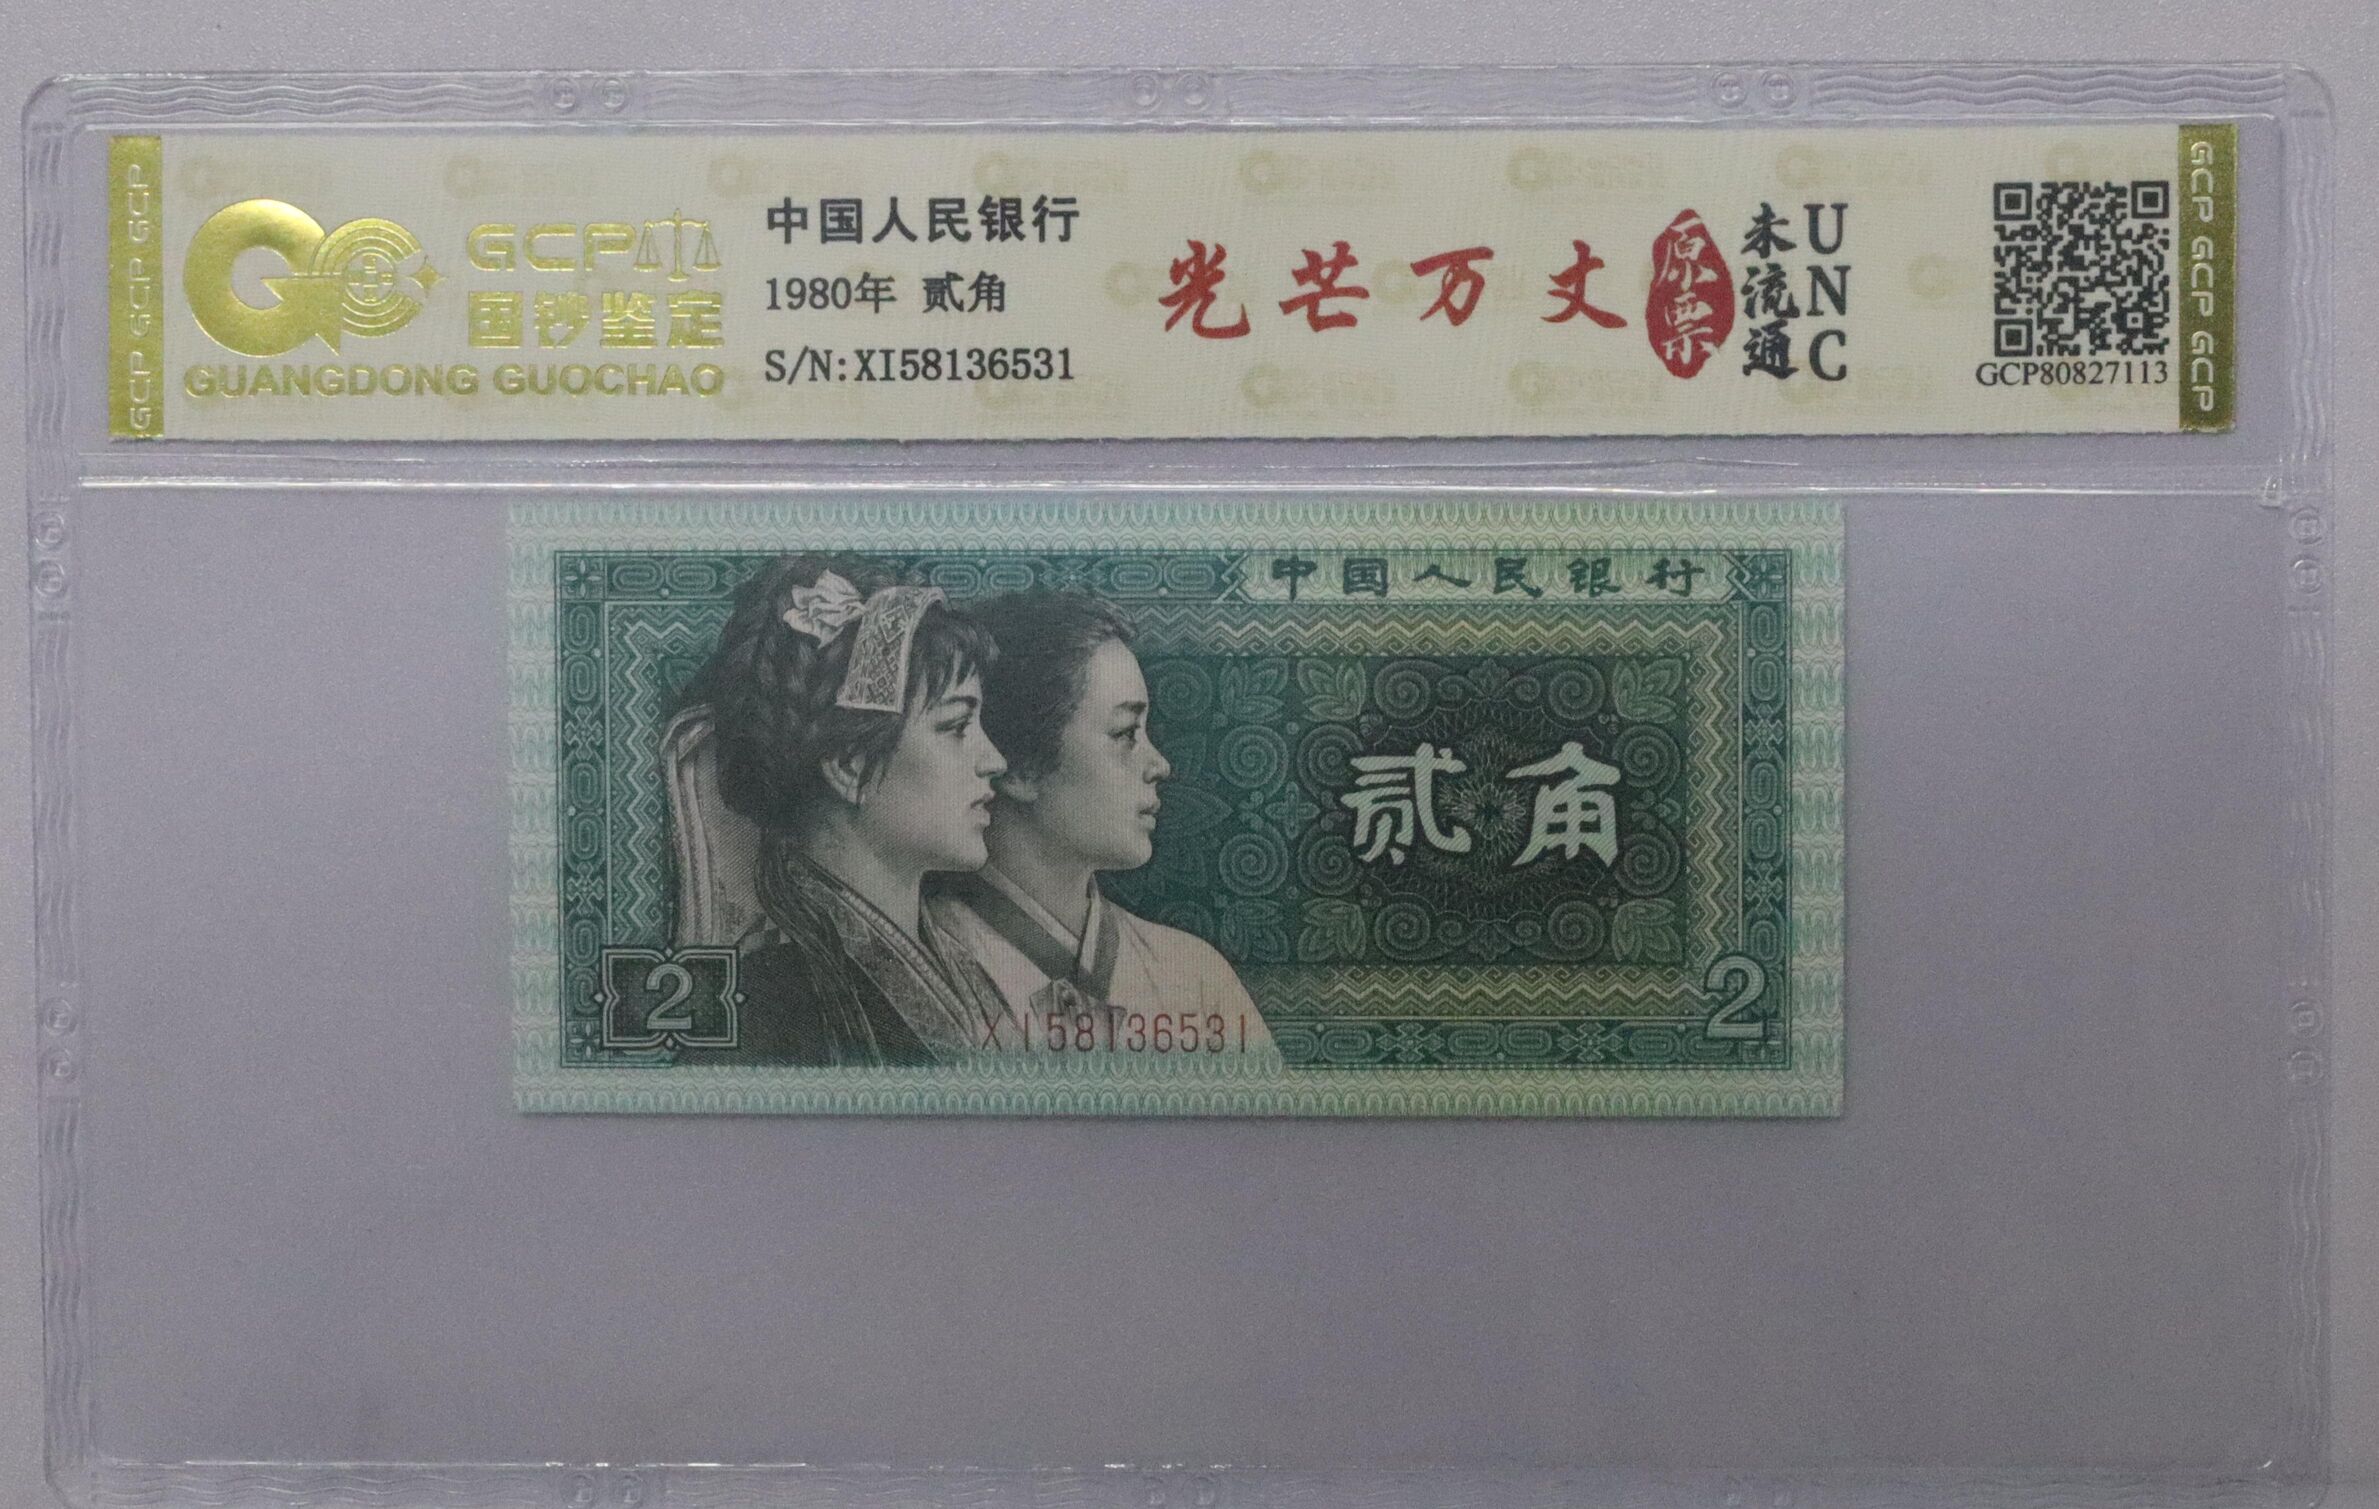 GCP GCP GCP
GCP
国钞鉴定
GUANGDONG GUOCHAO
中国人民银行
1980年 贰角
S/N:XI58136531
光芒万丈
原票
未流通
UNC
GCP80827113
GCP GCP GCP
中国人民银行
贰角
2
XI58136531
2